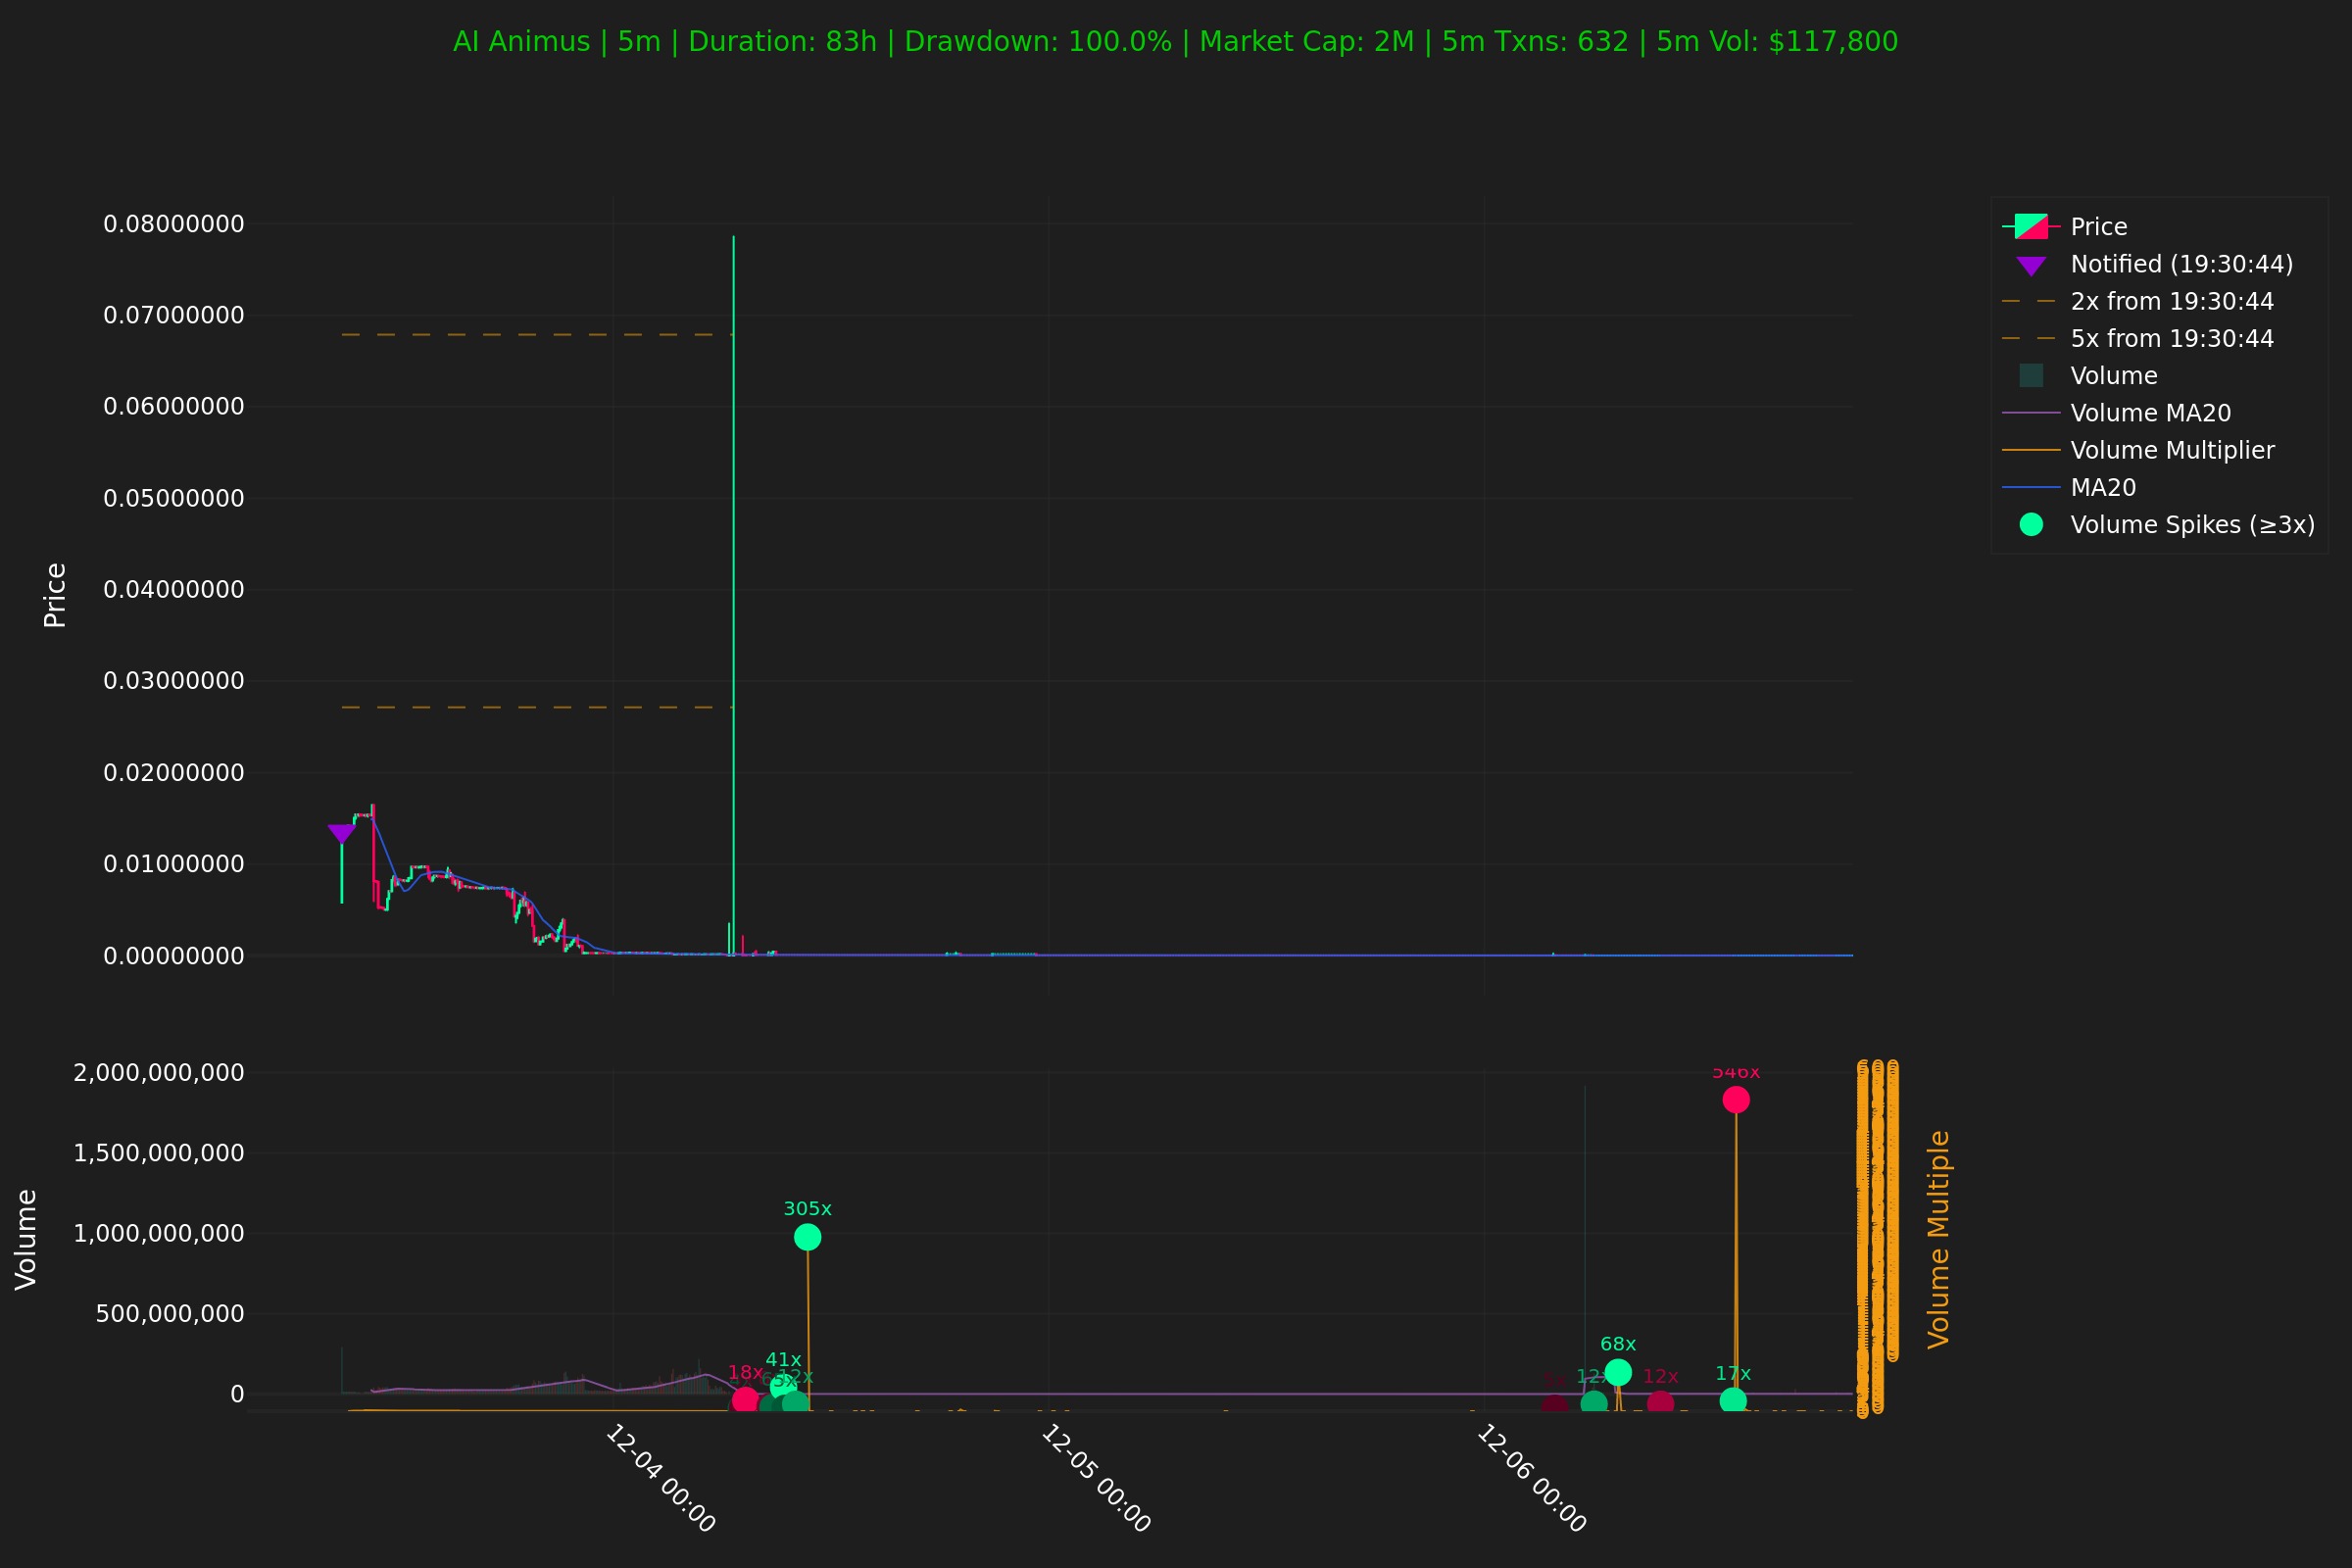 AI Animus | 5m | Duration: 83h | Drawdown: 100.0% | Market Cap: 2M | 5m Txns: 632 | 5m Vol: $117,800
Price
0.08000000
0.07000000
0.06000000
0.05000000
0.04000000
0.03000000
0.02000000
0.01000000
0.00000000
Price
Notified (19:30:44)
2x from 19:30:44
5x from 19:30:44
Volume
Volume MA20
Volume Multiplier
MA20
Volume Spikes (≥3x)
Volume
2,000,000,000
1,500,000,000
1,000,000,000
500,000,000
0
18x
41x
12x
305x
12x
68x
12x
17x
546x
Volume Multiple
12-04 00:00
12-05 00:00
12-06 00:00